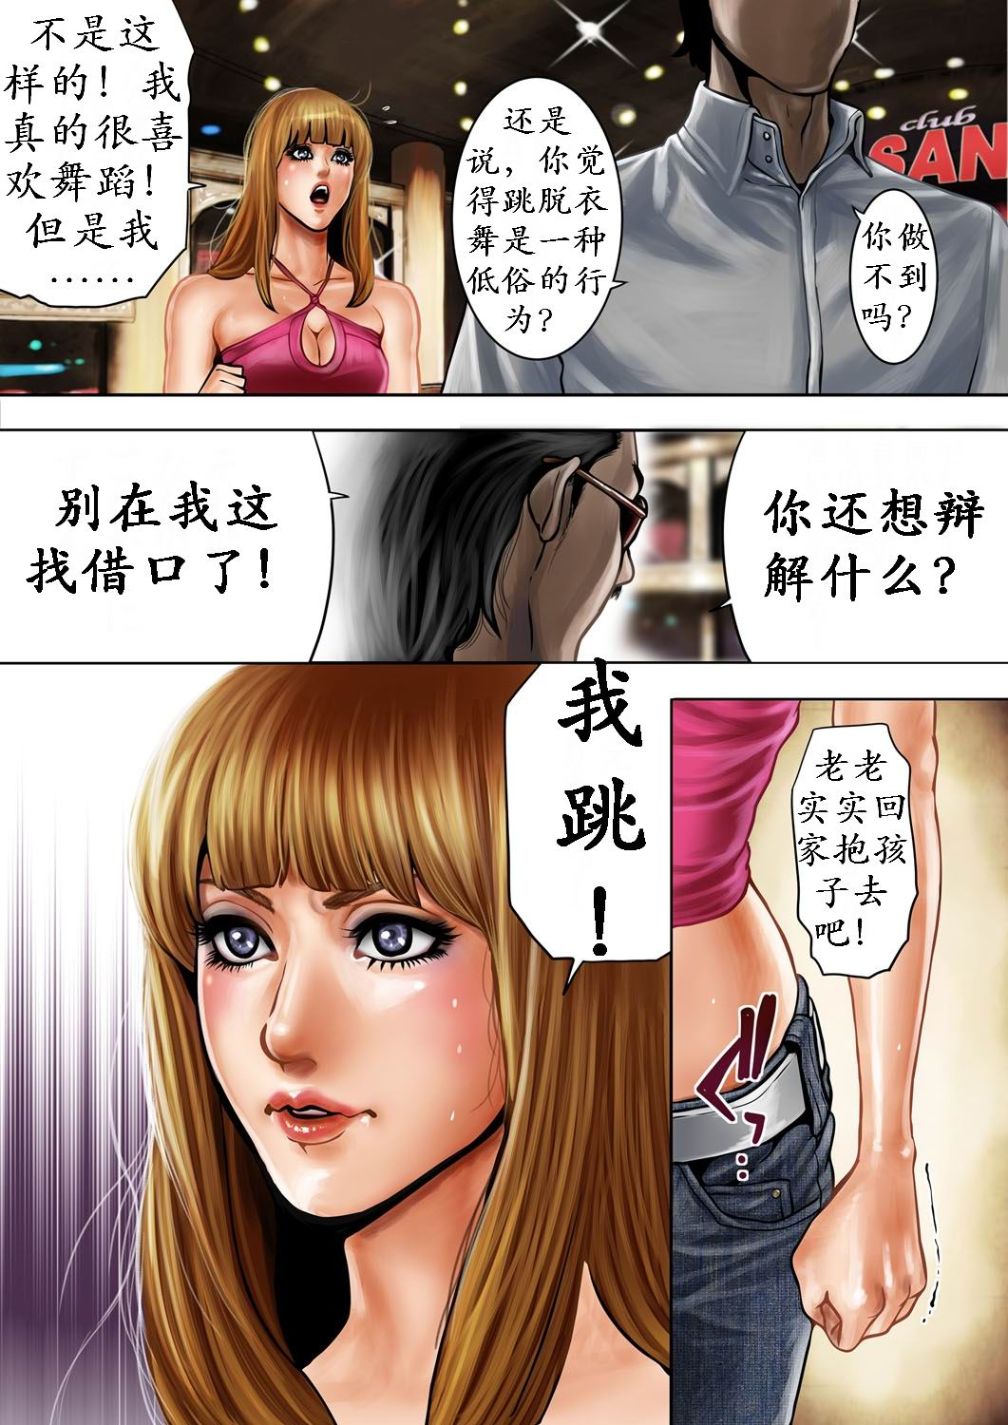 你做
不到
吗？
还是
说，你觉
得跳脱衣
舞是一种
低俗的行
为？
不是这
样的！我
真的很喜
欢舞蹈！
但是我
……
club
SAN
你还想辩
解什么？
别在我这
找借口了！
老老
实实回
家抱孩
子去
吧！
我
跳
！